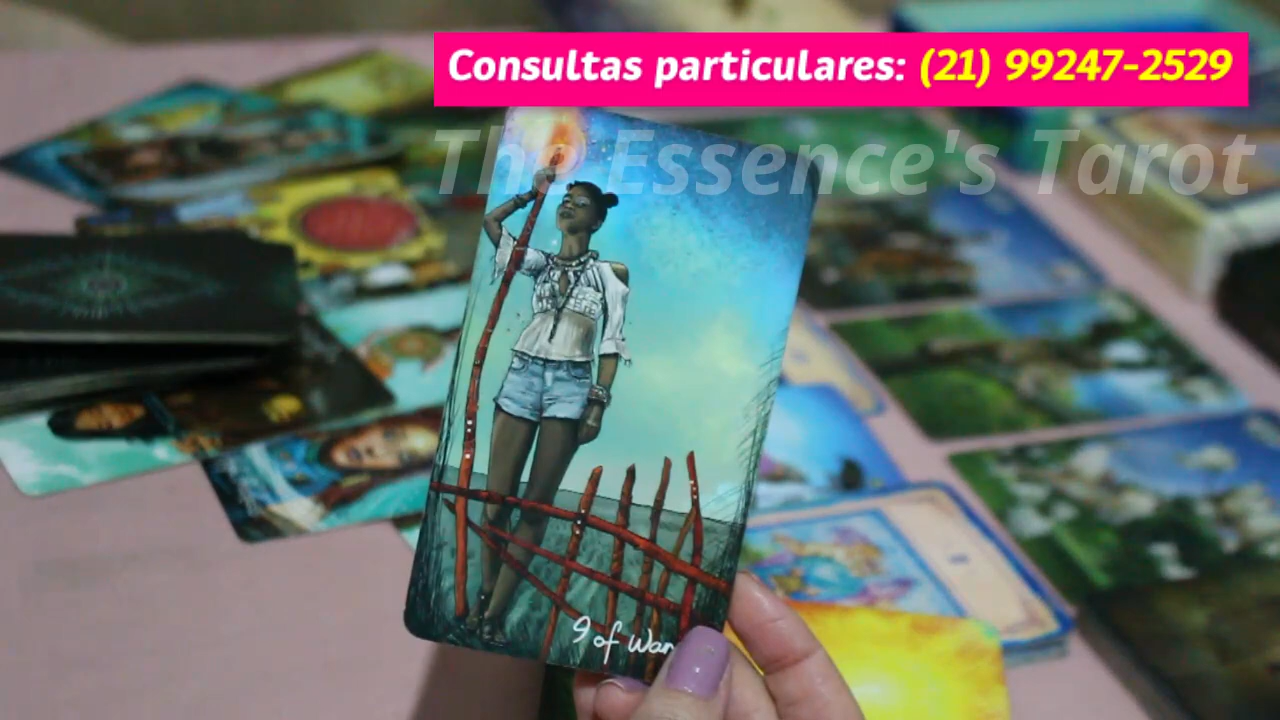 Consultas particulares: (21) 99247-2529
The Essence's Tarot
9 of Wan